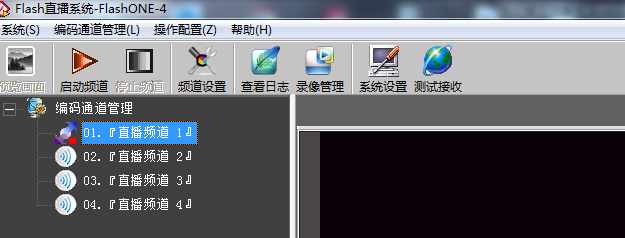 Flash直播系统-FlashONE-4
系统(S) 编码通道管理(L) 操作配置(Z) 帮助(H)
预览画面 启动频道 停止频道 频道设置 查看日志 录像管理 系统设置 测试接收
编码通道管理
01.『直播频道 1』
02.『直播频道 2』
03.『直播频道 3』
04.『直播频道 4』